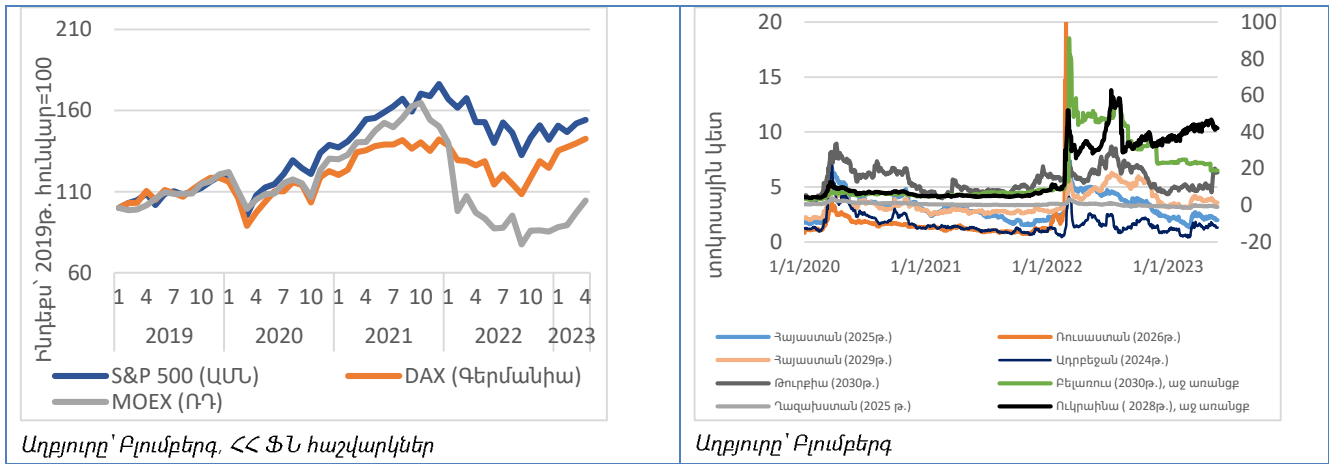 Ինդեքս՝ 2019թ. հունվար=100
210
160
110
60
1 4 7 10 1 4 7 10 1 4 7 10 1 4 7 10 1 4
2019 2020 2021 2022 2023
S&P 500 (ԱՄՆ)
DAX (Գերմանիա)
MOEX (ՌԴ)
Աղբյուրը՝ Բլումբերգ, ՀՀ ՖՆ հաշվարկներ
տոկոսային կետ
20
15
10
5
0
100
80
60
40
20
0
-20
1/1/2020 1/1/2021 1/1/2022 1/1/2023
Հայաստան (2025թ.)
Ռուսաստան (2026թ.)
Հայաստան (2029թ.)
Ադրբեջան (2024թ.)
Թուրքիա (2030թ.)
Բելառուս (2030թ.), աջ առանցք
Ղազախստան (2025 թ.)
Ուկրաինա ( 2028թ.), աջ առանցք
Աղբյուրը՝ Բլումբերգ